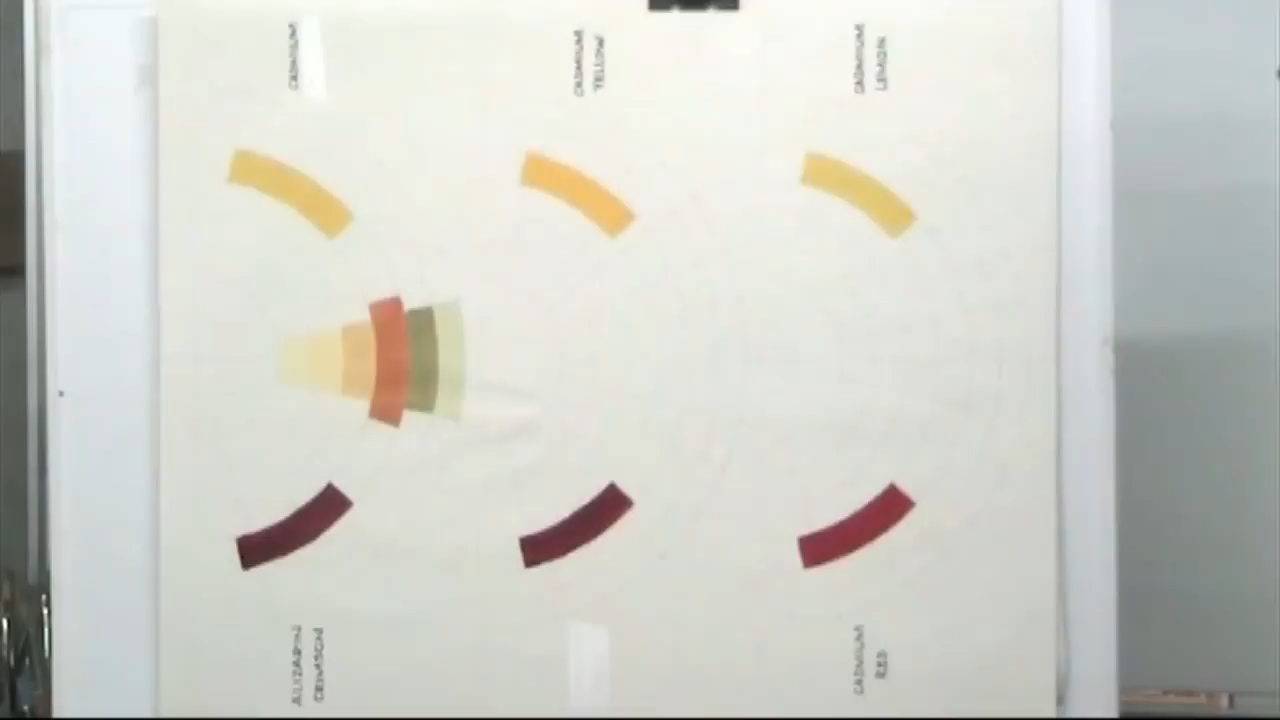 CADMIUM
CADMIUM
YELLOW
CADMIUM
LEMON
ALIZARIN
CRIMSON
CADMIUM
RED